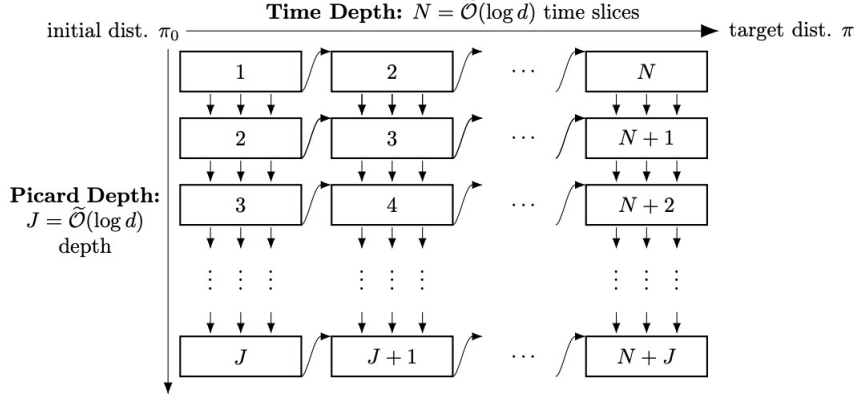 Time Depth: N = Õ(log d) time slices
initial dist. π₀
target dist. π
1 2 ⋯ N
2 3 ⋯ N + 1
Picard Depth:
3 4 ⋯ N + 2
J = Õ(log d)
depth
⋮ ⋮ ⋮ ⋮ ⋮ ⋮ ⋮ ⋮ ⋮
J J + 1 ⋯ N + J